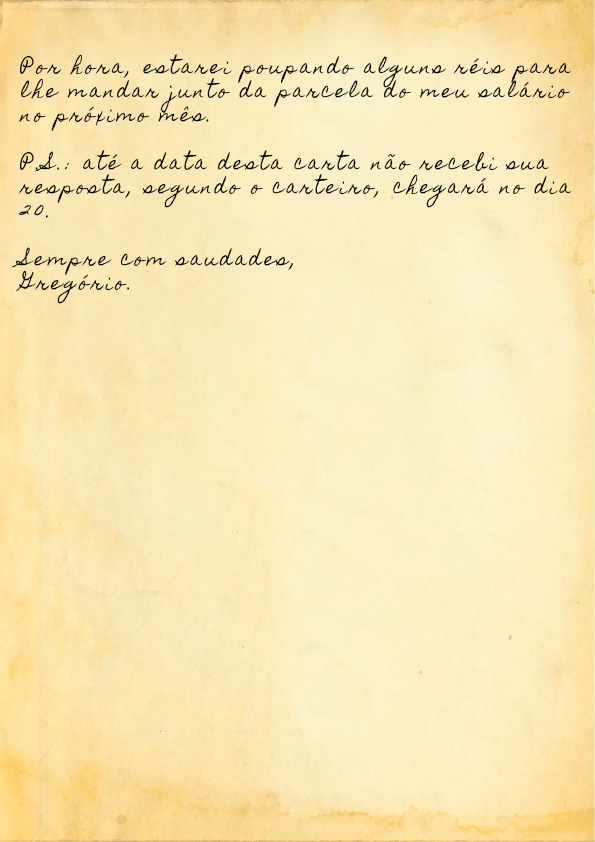 Por hora, estarei poupando alguns réis para
lhe mandar junto da parcela do meu salário
no próximo mês.
P.S.: até a data desta carta não recebi sua
resposta, segundo o carteiro, chegará no dia
20.
Sempre com saudades,
Gregório.